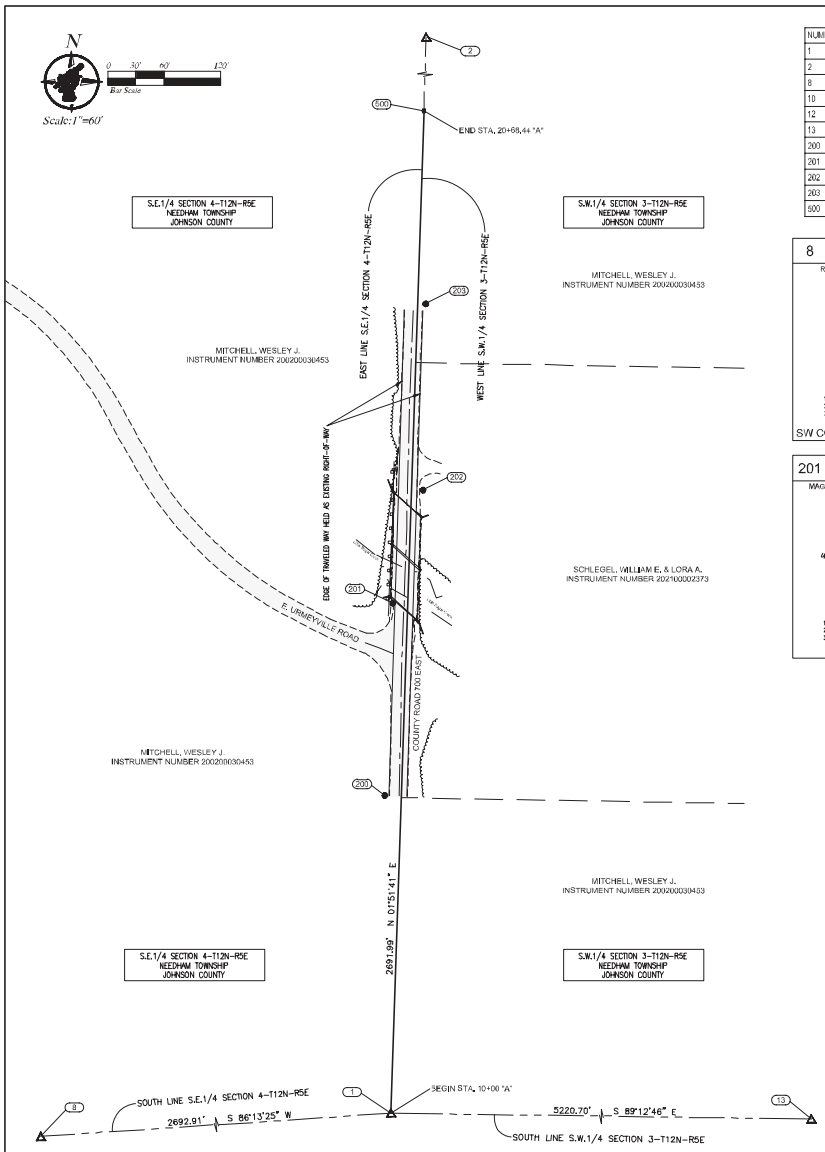 N
0 30' 60' 120'
Bar Scale
Scale:1"=60'
2
500
END STA. 20+68.44 "A"
NUM
1
2
8
10
12
13
200
201
202
203
500
S.E.1/4 SECTION 4-T12N-R5E
NEEDHAM TOWNSHIP
JOHNSON COUNTY
S.W.1/4 SECTION 3-T12N-R5E
NEEDHAM TOWNSHIP
JOHNSON COUNTY
EAST LINE S.E.1/4 SECTION 4-T12N-R5E
WEST LINE S.W.1/4 SECTION 3-T12N-R5E
203
MITCHELL, WESLEY J.
INSTRUMENT NUMBER 200200030453
MITCHELL, WESLEY J.
INSTRUMENT NUMBER 200200030453
8
R
SW CO
EDGE OF TRAVELED WAY HELD AS EXISTING RIGHT-OF-WAY
202
201
MAG
201
SCHLEGEL, WILLIAM E. & LORA A.
INSTRUMENT NUMBER 202100002373
E. URMEYVILLE ROAD
COUNTY ROAD 700 EAST
MITCHELL, WESLEY J.
INSTRUMENT NUMBER 200200030453
200
2691.99' N 01°51'41" E
MITCHELL, WESLEY J.
INSTRUMENT NUMBER 200200030453
S.E.1/4 SECTION 4-T12N-R5E
NEEDHAM TOWNSHIP
JOHNSON COUNTY
S.W.1/4 SECTION 3-T12N-R5E
NEEDHAM TOWNSHIP
JOHNSON COUNTY
8
SOUTH LINE S.E.1/4 SECTION 4-T12N-R5E
2692.91' S 86°13'25" W
1
BEGIN STA. 10+00 "A"
5220.70' S 89°12'46" E
13
SOUTH LINE S.W.1/4 SECTION 3-T12N-R5E